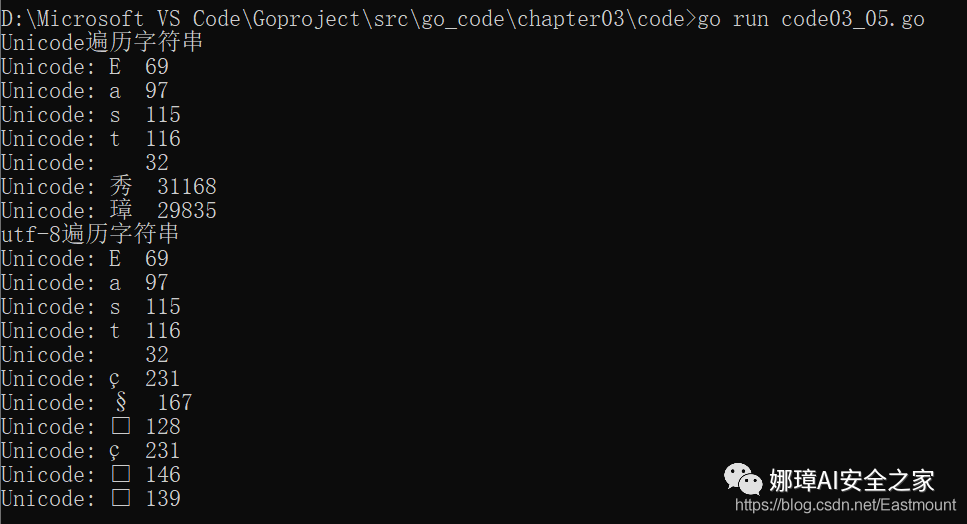 D:\Microsoft VS Code\Goproject\src\go_code\chapter03\code>go run code03_05.go
Unicode遍历字符串
Unicode: E  69
Unicode: a  97
Unicode: s  115
Unicode: t  116
Unicode:    32
Unicode: 秀  31168
Unicode: 璋  29835
utf-8遍历字符串
Unicode: E  69
Unicode: a  97
Unicode: s  115
Unicode: t  116
Unicode:    32
Unicode: ç  231
Unicode: §  167
Unicode: □ 128
Unicode: ç  231
Unicode: □ 146
Unicode: □ 139
娜璋AI安全之家
https://blog.csdn.net/Eastmount